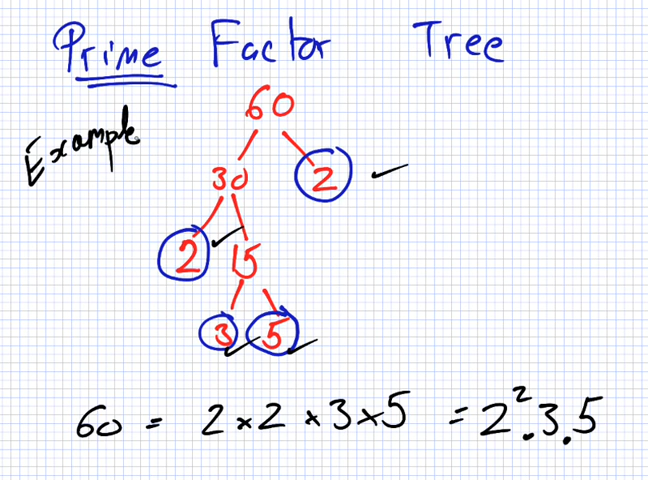 Prime Factor Tree
Example
60
30 2
2 15
3 5
60 = 2 × 2 × 3 × 5 = 2².3.5